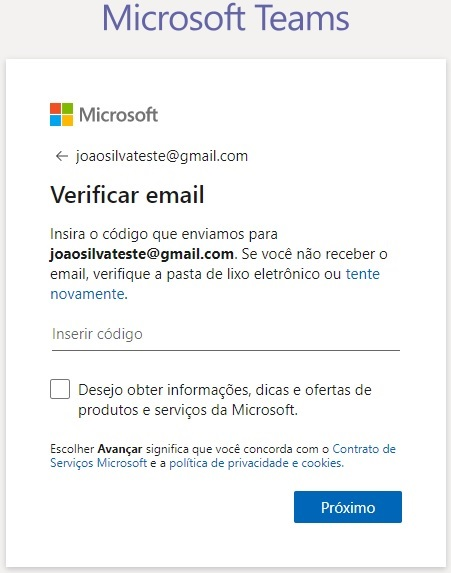 Microsoft Teams
Microsoft
← joaosilvateste@gmail.com
Verificar email
Insira o código que enviamos para
joaosilvateste@gmail.com. Se você não receber o
email, verifique a pasta de lixo eletrônico ou tente
novamente.
Inserir código
Desejo obter informações, dicas e ofertas de
produtos e serviços da Microsoft.
Escolher Avançar significa que você concorda com o Contrato de
Serviços Microsoft e a política de privacidade e cookies.
Próximo